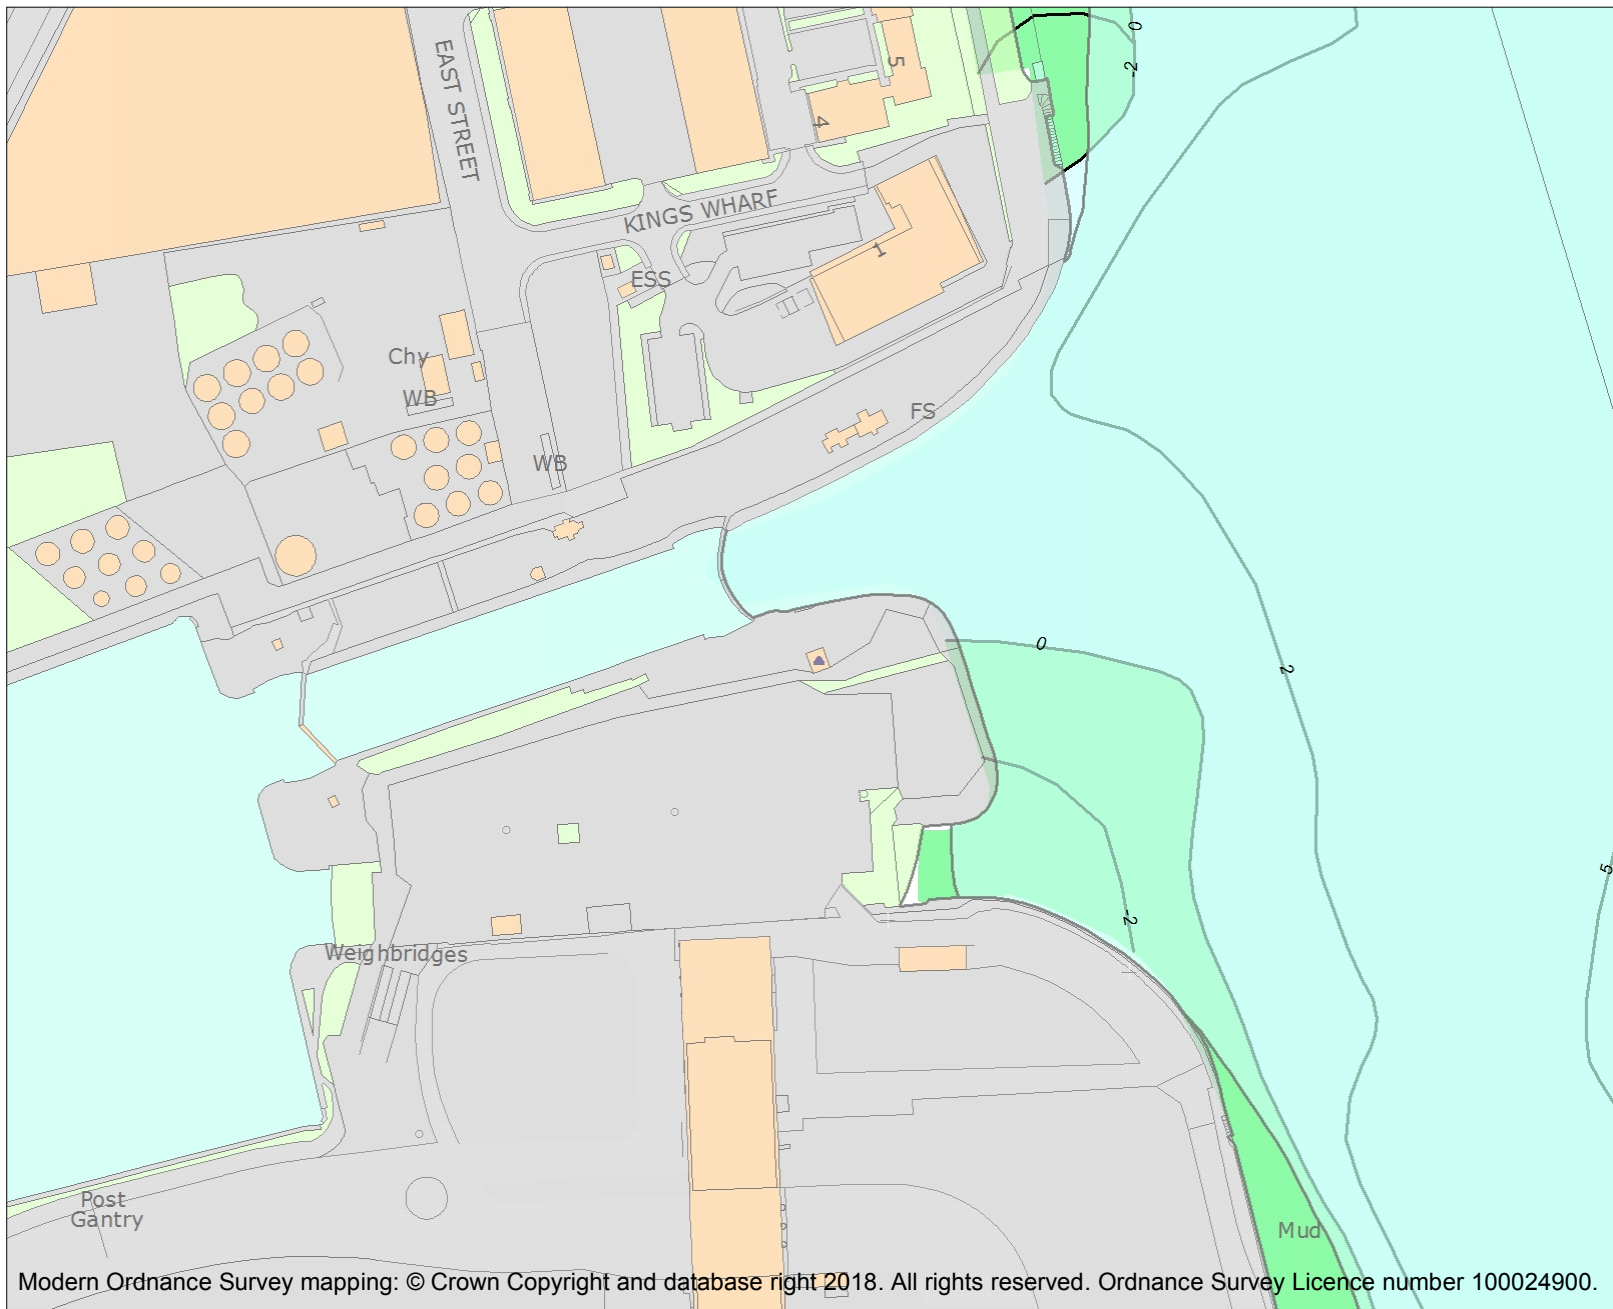 EAST STREET
5
4
0
-2
KINGS WHARF
1
ESS
Chy
WB
FS
WB
0
2
5
-2
Weighbridges
Post
Gantry
Mud
Modern Ordnance Survey mapping: © Crown Copyright and database right 2018. All rights reserved. Ordnance Survey Licence number 100024900.